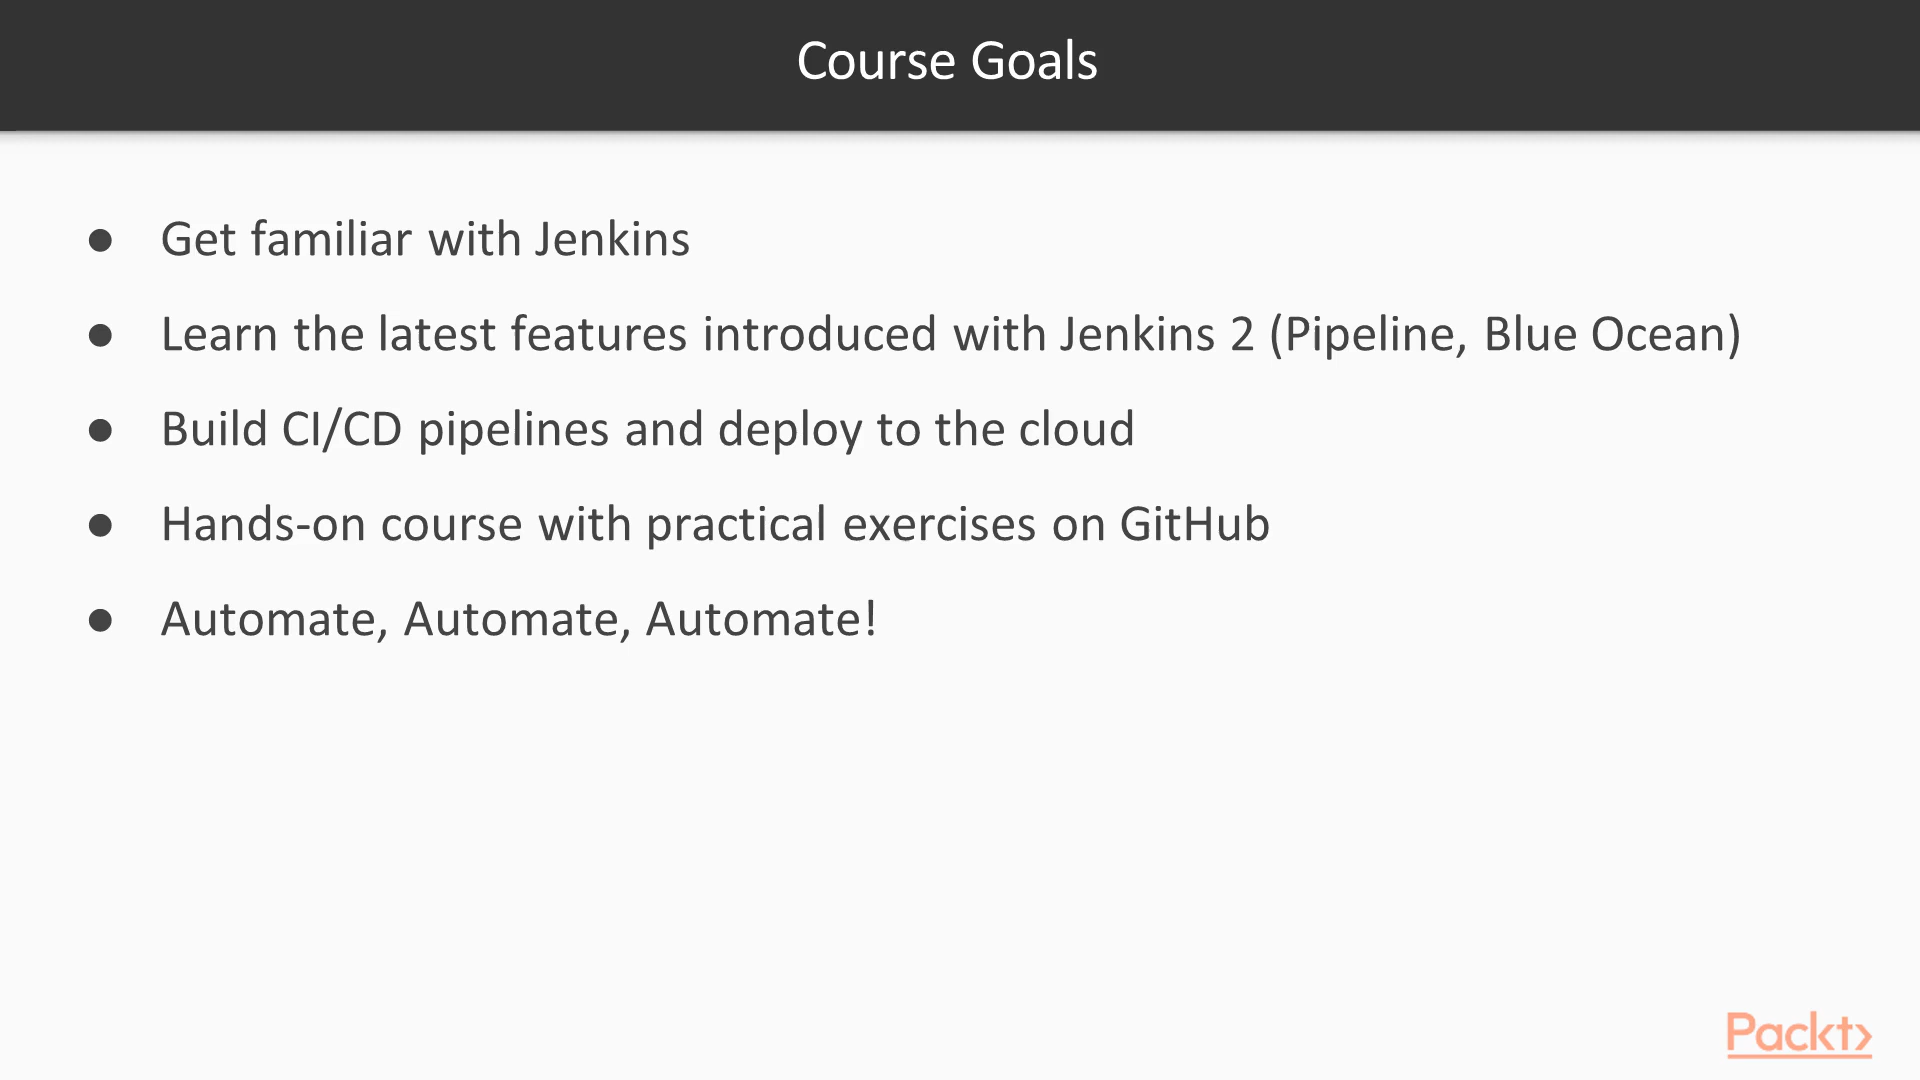 Course Goals
● Get familiar with Jenkins
● Learn the latest features introduced with Jenkins 2 (Pipeline, Blue Ocean)
● Build CI/CD pipelines and deploy to the cloud
● Hands-on course with practical exercises on GitHub
● Automate, Automate, Automate!
Packt>